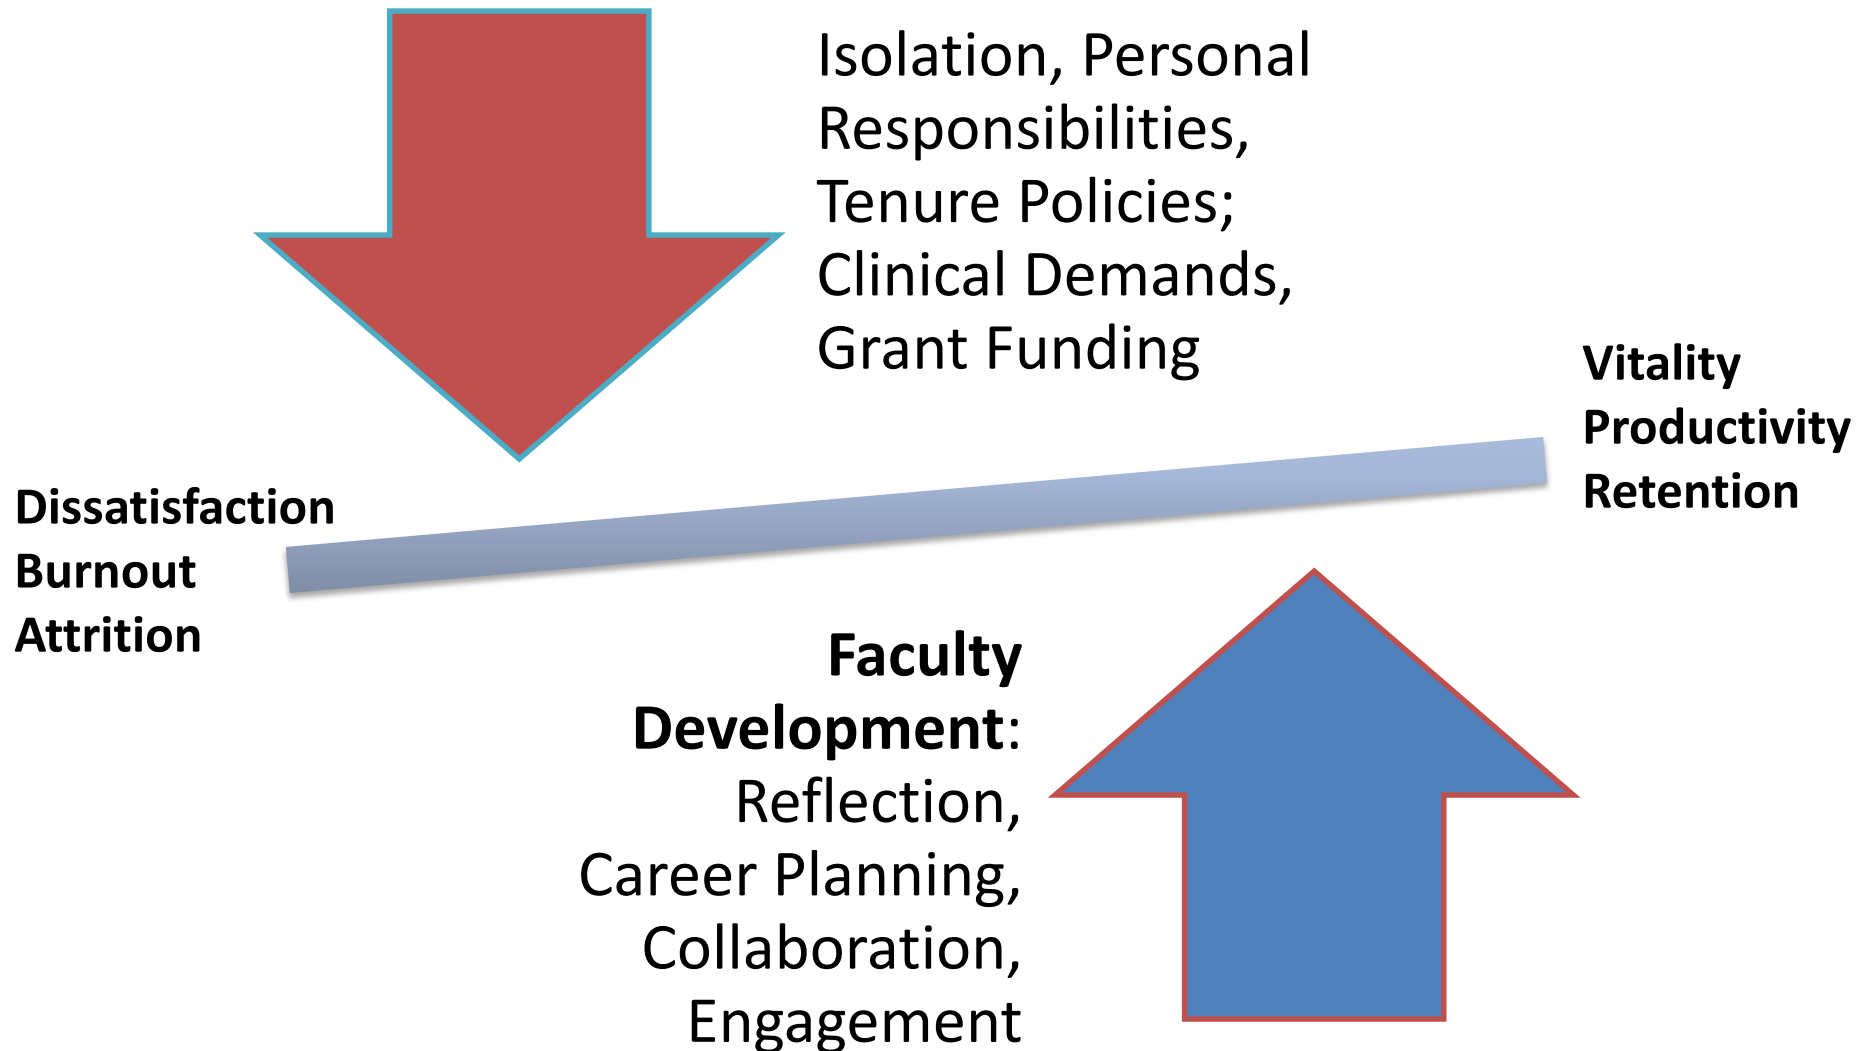 Isolation, Personal
Responsibilities,
Tenure Policies;
Clinical Demands,
Grant Funding
Vitality
Productivity
Retention
Dissatisfaction
Burnout
Attrition
Faculty
Development:
Reflection,
Career Planning,
Collaboration,
Engagement